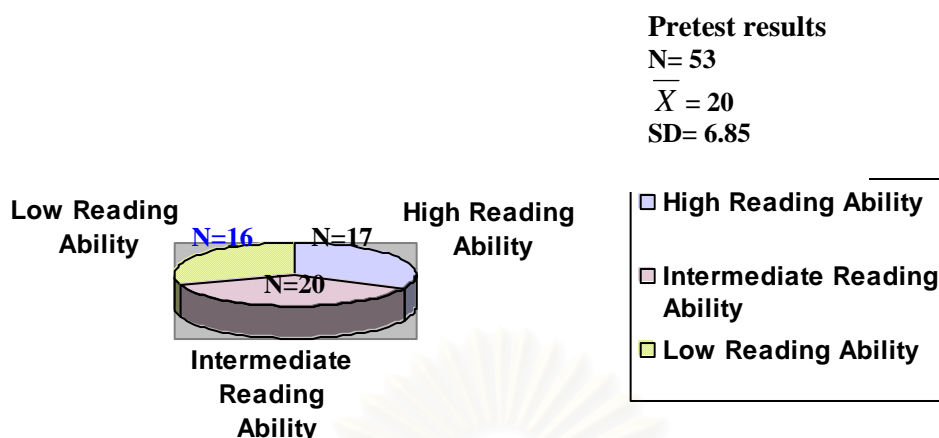 Pretest results
N= 53
X̄ = 20
SD= 6.85
Low Reading
Ability
High Reading
Ability
N=16
N=17
N=20
Intermediate
Reading
Ability
High Reading Ability
Intermediate Reading
Ability
Low Reading Ability